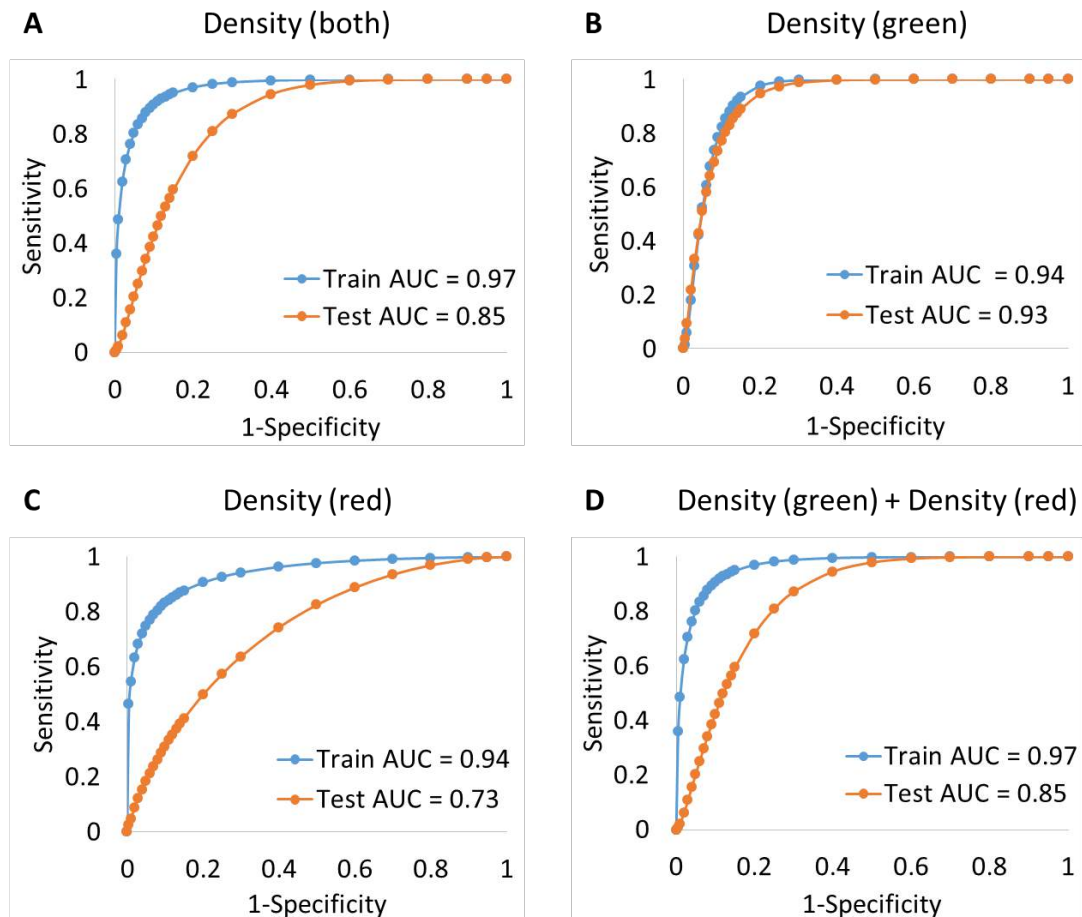 A Density (both)
1
0.8
0.6
0.4
0.2
0
Sensitivity
Train AUC = 0.97
Test AUC = 0.85
0 0.2 0.4 0.6 0.8 1
1-Specificity
B Density (green)
1
0.8
0.6
0.4
0.2
0
Sensitivity
Train AUC  = 0.94
Test AUC = 0.93
0 0.2 0.4 0.6 0.8 1
1-Specificity
C Density (red)
1
0.8
0.6
0.4
0.2
0
Sensitivity
Train AUC = 0.94
Test AUC = 0.73
0 0.2 0.4 0.6 0.8 1
1-Specificity
D Density (green) + Density (red)
1
0.8
0.6
0.4
0.2
0
Sensitivity
Train AUC = 0.97
Test AUC = 0.85
0 0.2 0.4 0.6 0.8 1
1-Specificity